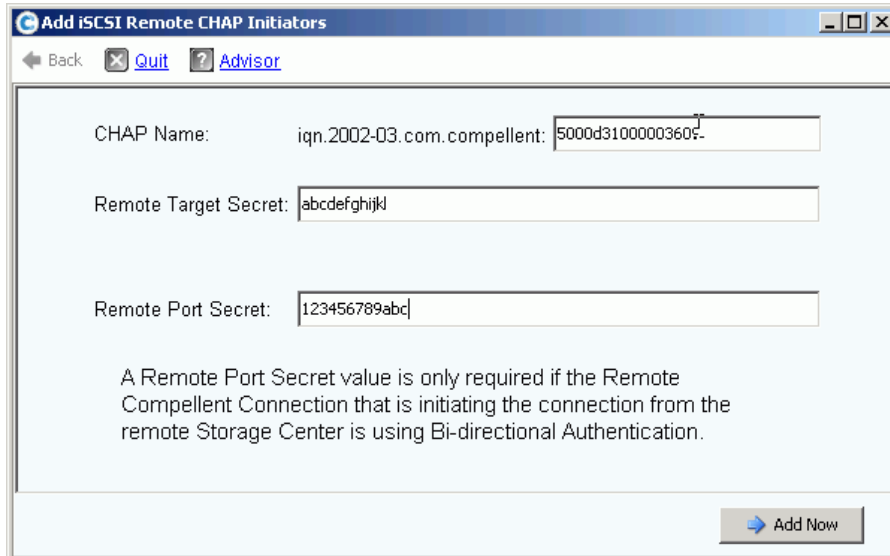 Add iSCSI Remote CHAP Initiators
Back Quit Advisor
CHAP Name: iqn.2002-03.com.compellent:
Remote Target Secret: abcdefghijkl
Remote Port Secret: 123456789abc
A Remote Port Secret value is only required if the Remote
Compellent Connection that is initiating the connection from the
remote Storage Center is using Bi-directional Authentication.
Add Now